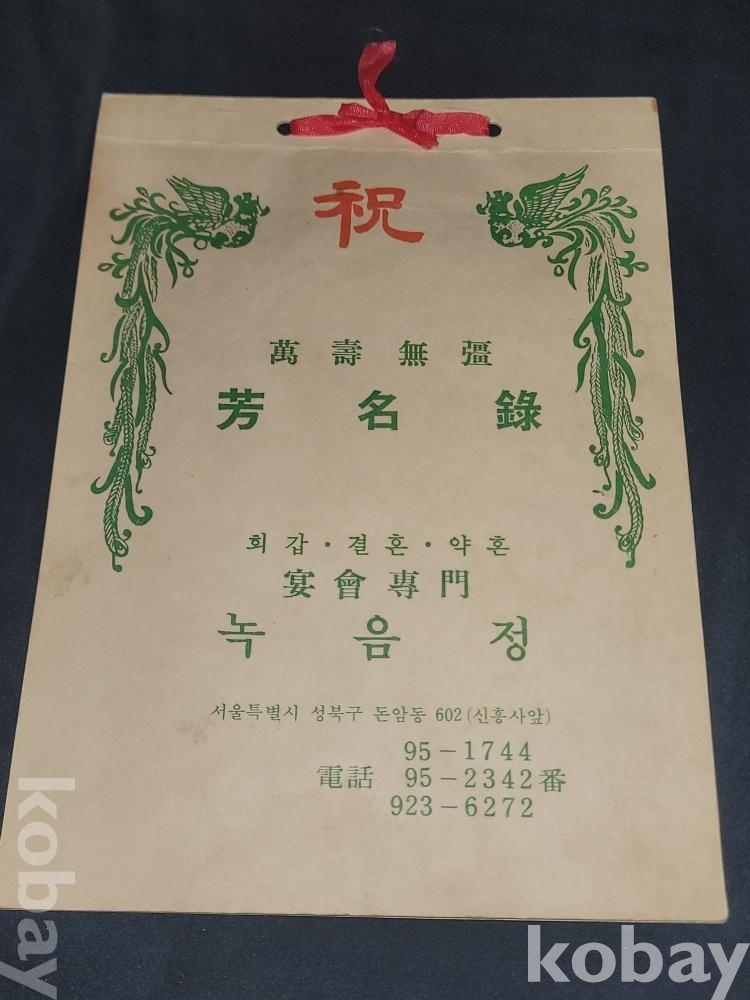 祝
萬壽無彊
芳名錄
회갑·결혼·약혼
宴會專門
녹음정
서울특별시 성북구 돈암동 602(신흥사앞)
95-1744
電話 95-2342番
923-6272
kobay
kobay